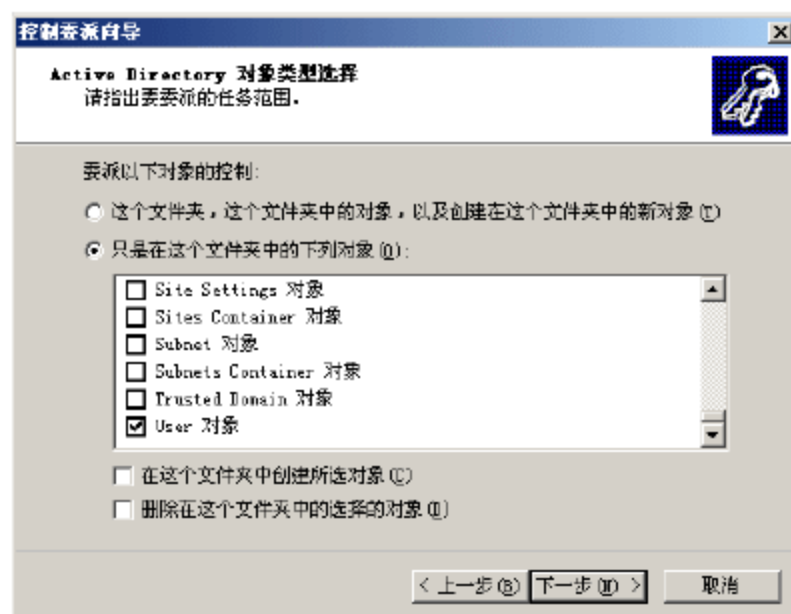 控制委派向导
Active Directory 对象类型选择
请指出要委派的任务范围.
委派以下对象的控制:
这个文件夹，这个文件夹中的对象，以及创建在这个文件夹中的新对象(T)
只是在这个文件夹中的下列对象(O):
Site Settings 对象
Sites Container 对象
Subnet 对象
Subnets Container 对象
Trusted Domain 对象
User 对象
在这个文件夹中创建所选对象(C)
删除在这个文件夹中的选择的对象(D)
< 上一步(B) 下一步(N) > 取消